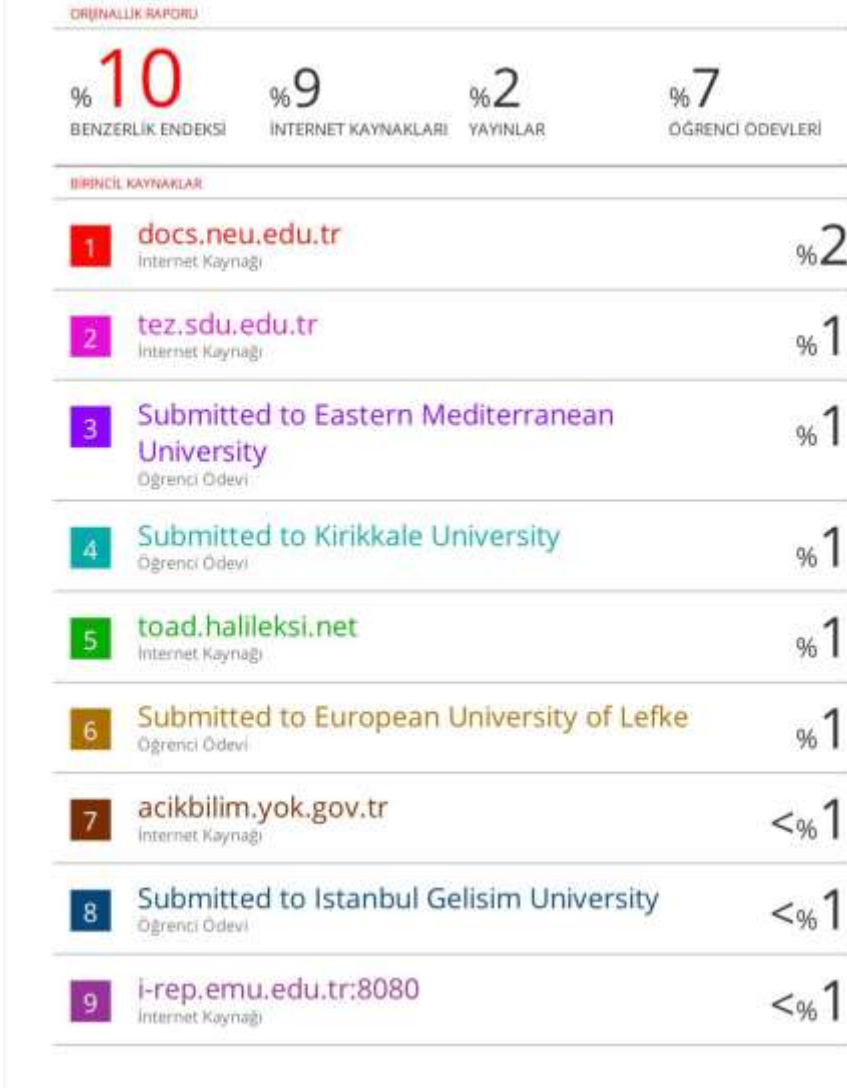 ORİJİNALLİK RAPORU
%10
%9
%2
%7
BENZERLİK ENDEKSİ
İNTERNET KAYNAKLARI
YAYINLAR
ÖĞRENCİ ÖDEVLERİ
BİRİNCİL KAYNAKLAR
1
docs.neu.edu.tr
İnternet Kaynağı
%2
2
tez.sdu.edu.tr
İnternet Kaynağı
%1
3
Submitted to Eastern Mediterranean
University
Öğrenci Ödevi
%1
4
Submitted to Kirikkale University
Öğrenci Ödevi
%1
5
toad.halileksi.net
İnternet Kaynağı
%1
6
Submitted to European University of Lefke
Öğrenci Ödevi
%1
7
acikbilim.yok.gov.tr
İnternet Kaynağı
<%1
8
Submitted to Istanbul Gelisim University
Öğrenci Ödevi
<%1
9
i-rep.emu.edu.tr:8080
İnternet Kaynağı
<%1